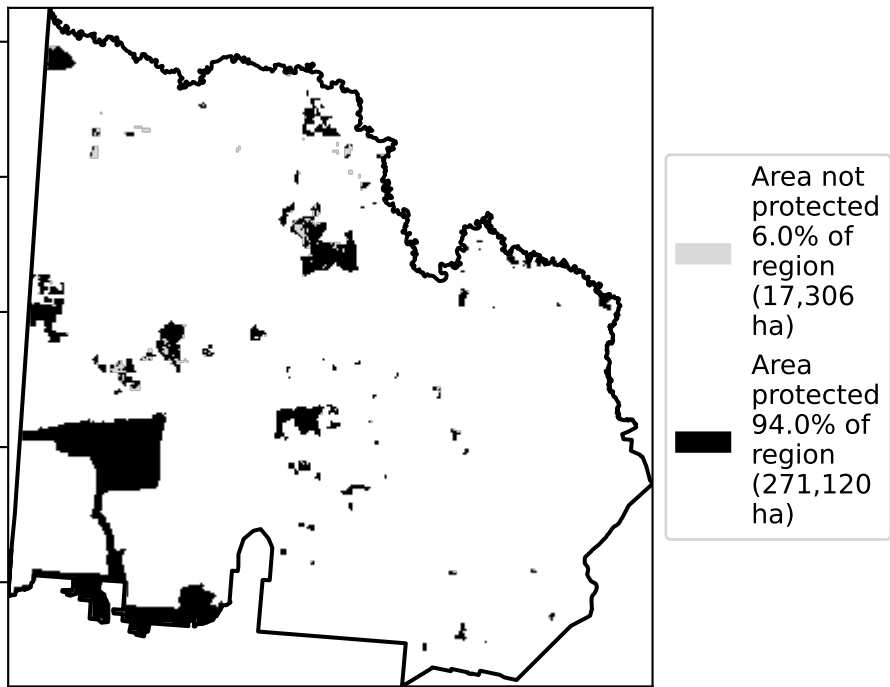 Area not
protected
6.0% of
region
(17,306
ha)
Area
protected
94.0% of
region
(271,120
ha)